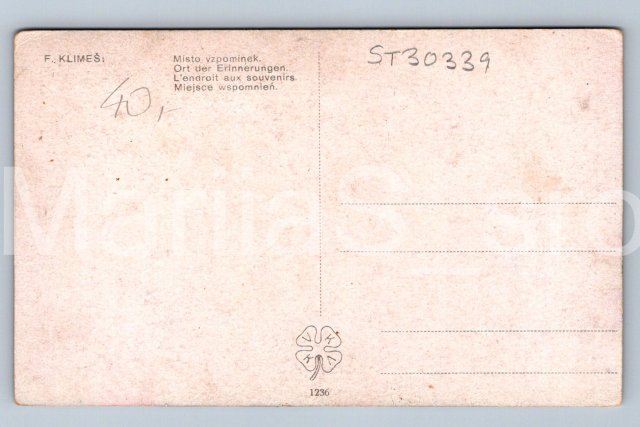 F. KLIMEŠ:
Místo vzpomínek.
Ort der Erinnerungen.
L'endroit aux souvenirs.
Miejsce wspomnień.
ST30339
40,-
V K K V
1236